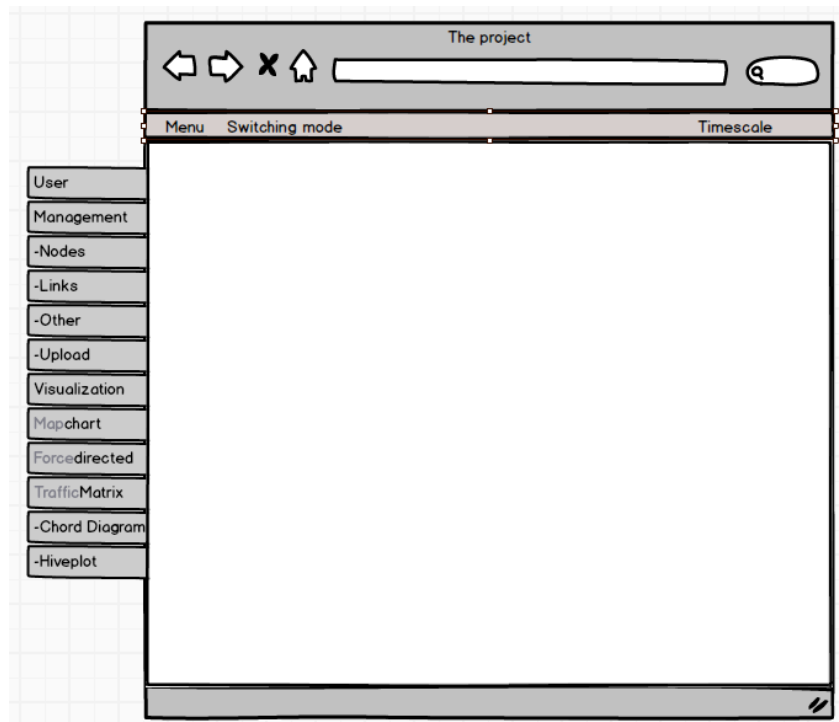 The project
Menu Switching mode Timescale
User
Management
-Nodes
-Links
-Other
-Upload
Visualization
Mapchart
Forcedirected
TrafficMatrix
-Chord Diagram
-Hiveplot